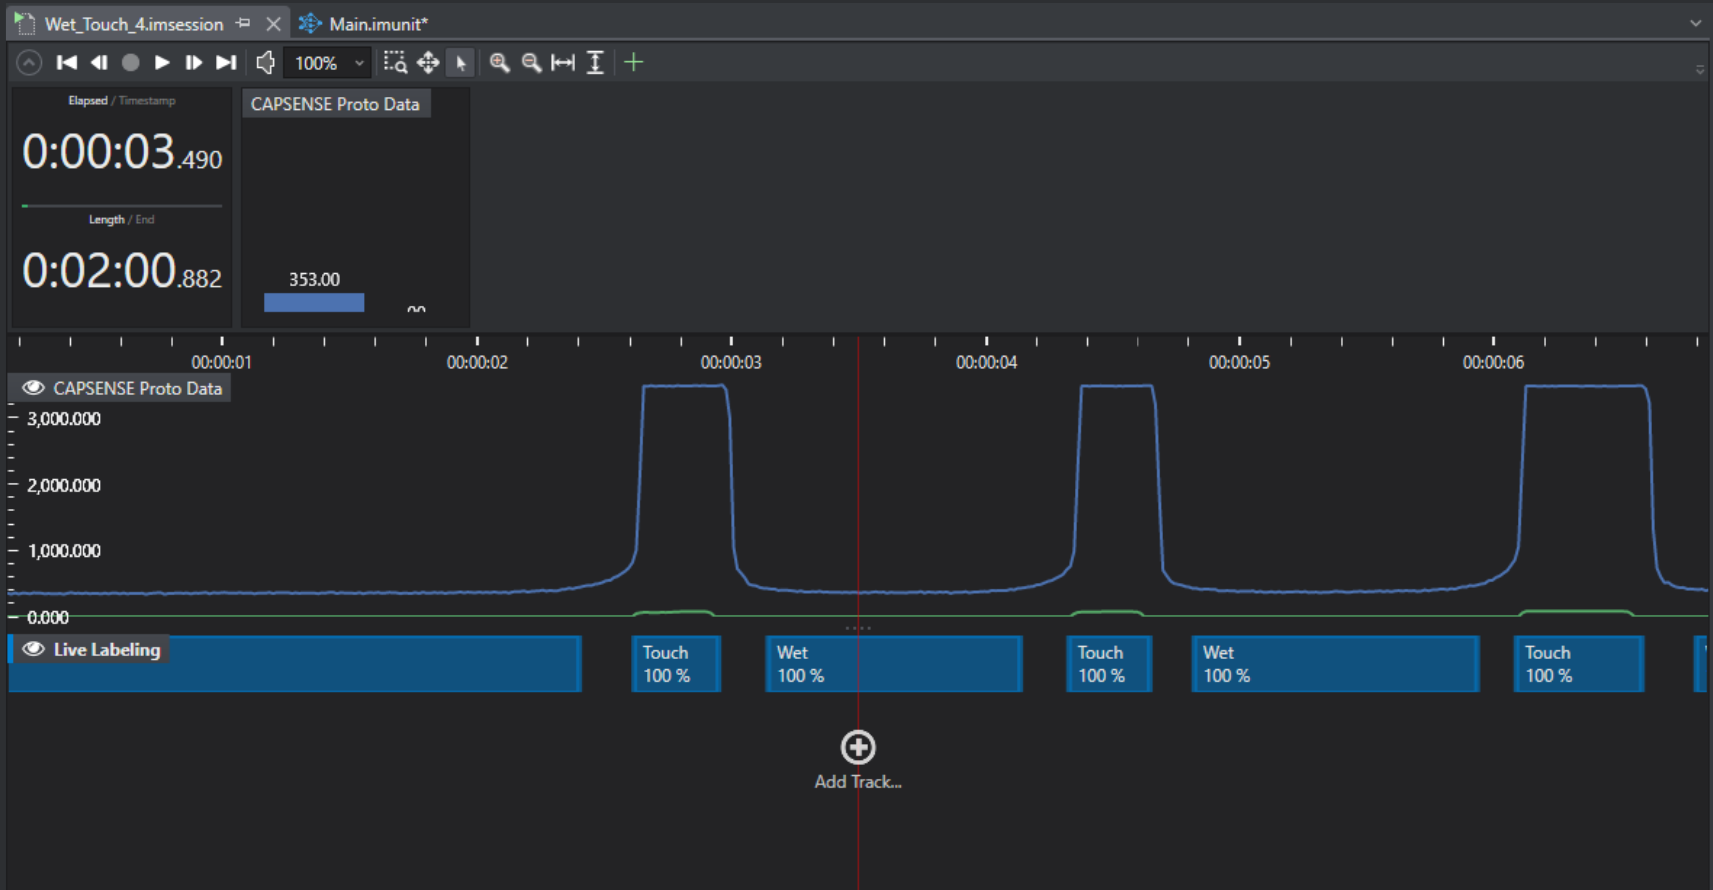 Wet_Touch_4.imsession
Main.imunit*
100%
Elapsed / Timestamp
0:00:03.490
Length / End
0:02:00.882
CAPSENSE Proto Data
353.00
00:00:01
00:00:02
00:00:03
00:00:04
00:00:05
00:00:06
CAPSENSE Proto Data
3,000.000
2,000.000
1,000.000
0.000
Live Labeling
Touch
100 %
Wet
100 %
Touch
100 %
Wet
100 %
Touch
100 %
Add Track...